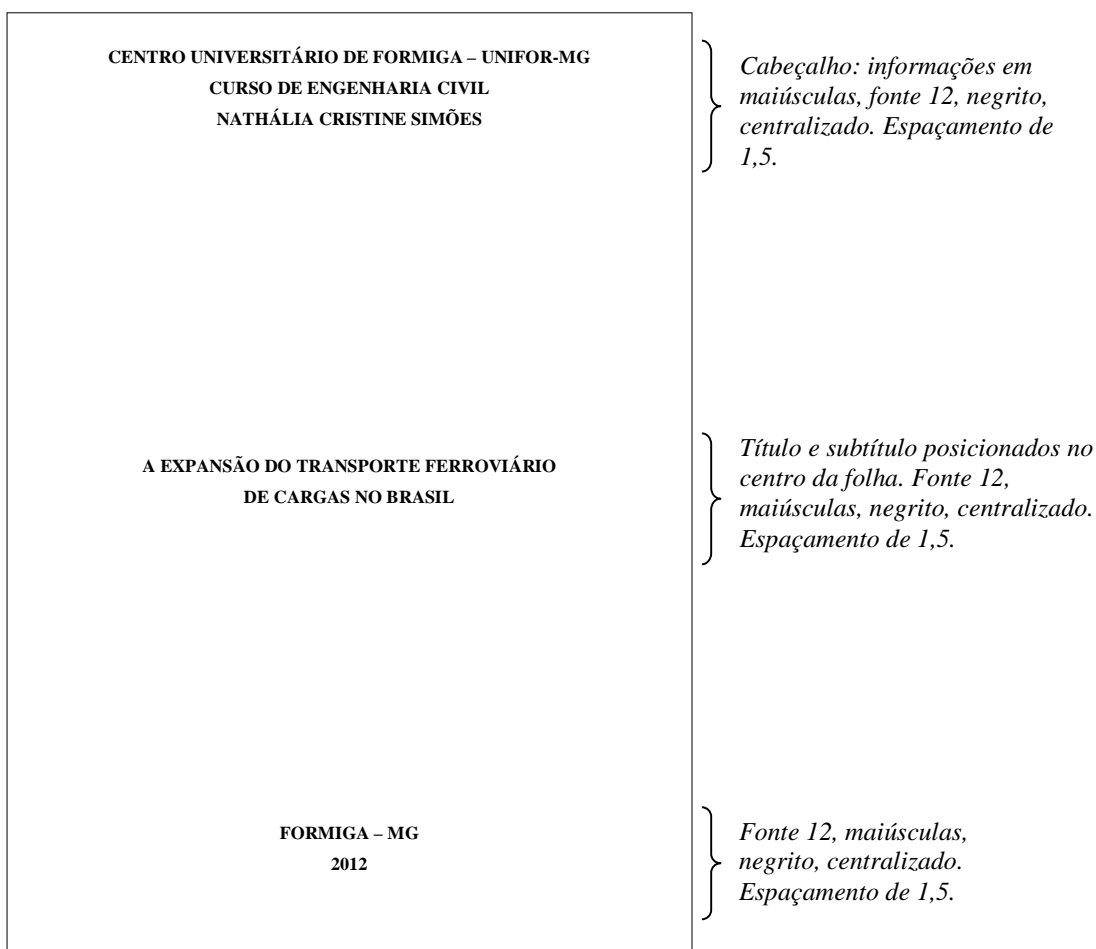 CENTRO UNIVERSITÁRIO DE FORMIGA – UNIFOR-MG
CURSO DE ENGENHARIA CIVIL
NATHÁLIA CRISTINE SIMÕES
Cabeçalho: informações em
maiúsculas, fonte 12, negrito,
centralizado. Espaçamento de
1,5.
A EXPANSÃO DO TRANSPORTE FERROVIÁRIO
DE CARGAS NO BRASIL
Título e subtítulo posicionados no
centro da folha. Fonte 12,
maiúsculas, negrito, centralizado.
Espaçamento de 1,5.
FORMIGA – MG
2012
Fonte 12, maiúsculas,
negrito, centralizado.
Espaçamento de 1,5.